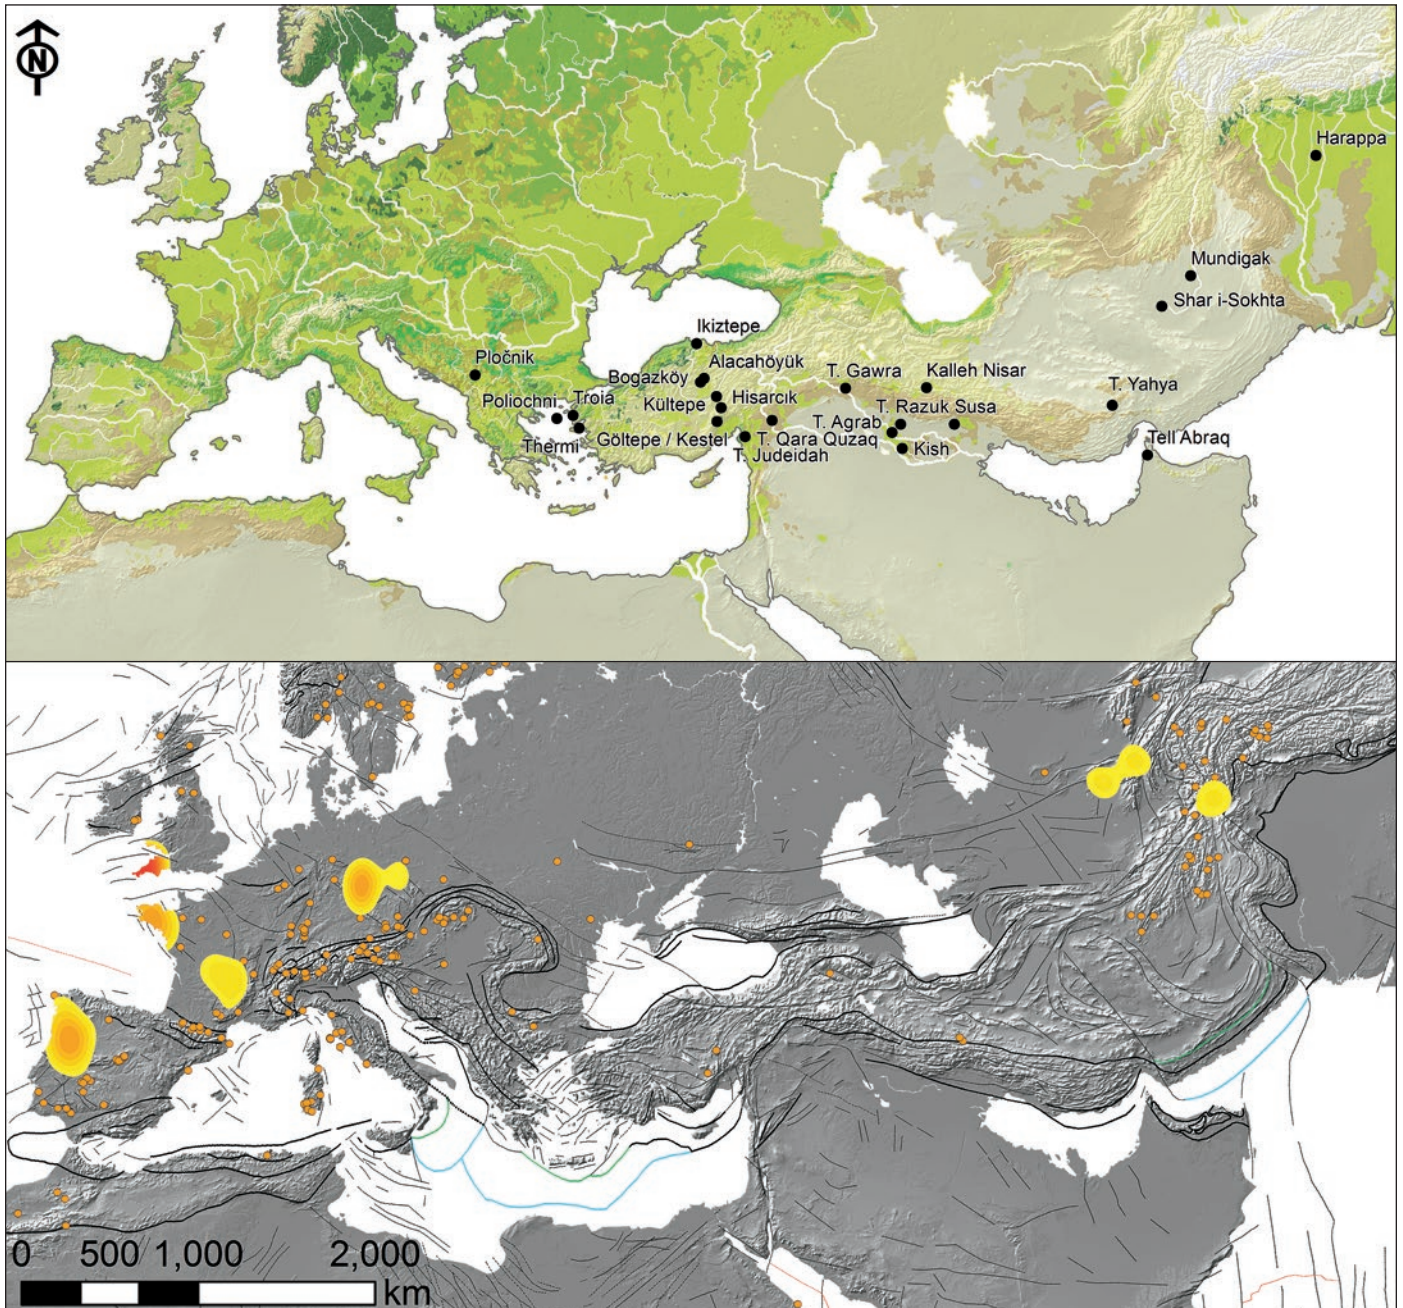 N
Harappa
Mundigak
Shar i-Sokhta
Ikiztepe
Pločnik
Alacahöyük
Bogazköy
T. Gawra
Kalleh Nisar
Poliochni
Troia
Kültepe
Hisarcık
T. Yahya
T. Razuk
Susa
T. Agrab
Thermi
Göltepe / Kestel
T. Qara Quzaq
Kish
Tell Abraq
T. Judeidah
0 500 1,000 2,000
km